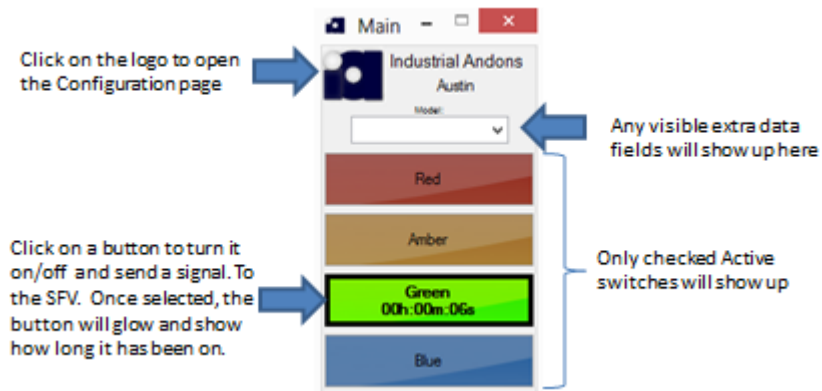 Main
Click on the logo to open
the Configuration page
Industrial Andons
Austin
Model:
Any visible extra data
fields will show up here
Red
Amber
Only checked Active
switches will show up
Click on a button to turn it
on/off and send a signal. To
the SFV. Once selected, the
button will glow and show
how long it has been on.
Green
00h:00m:06s
Blue